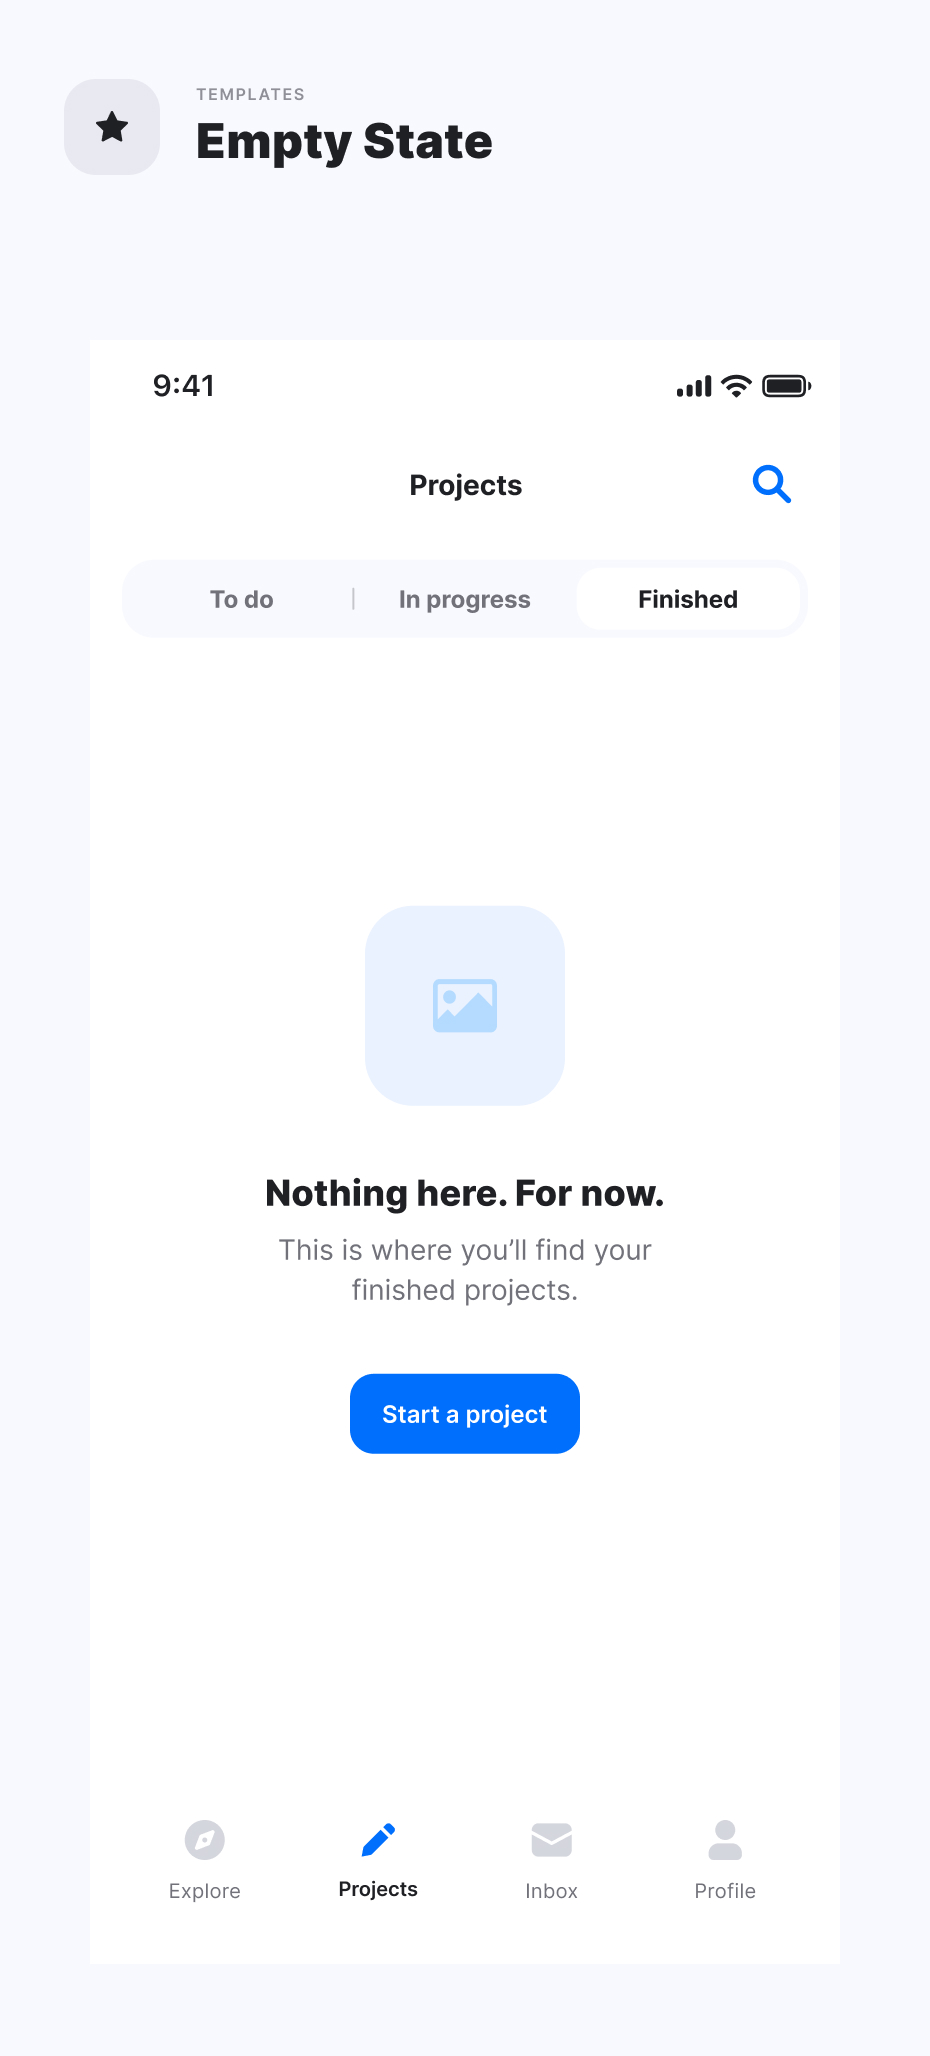 TEMPLATES
Empty State
9:41
Projects
To do
In progress
Finished
Nothing here. For now.
This is where you’ll find your
finished projects.
Start a project
Explore
Projects
Inbox
Profile